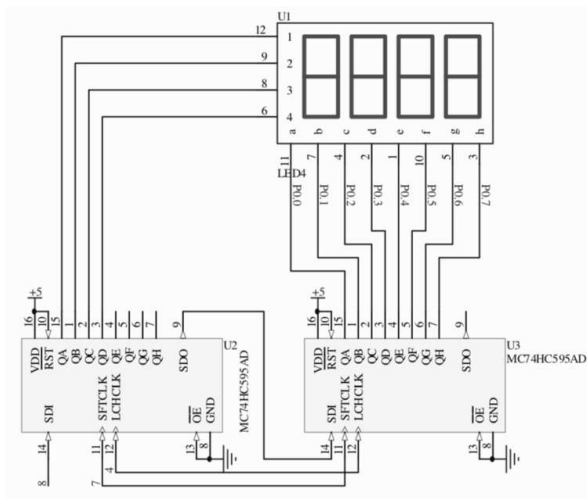 U1
12
1
9
2
8
3
6
4
a b c d e f g h
11 7 4 2 1 10 5 3
LED4
P0.0 P0.1 P0.2 P0.3 P0.4 P0.5 P0.6 P0.7
+5
16 10 15 1 2 3 4 5 6 7 9
VDD RST QA QB QC QD QE QF QG QH SDO
U2
MC74HC595AD
SDI SFTCLK LCHCLK OE GND
14 11 12 13 8
8 7 4
+5
16 10 15 1 2 3 4 5 6 7 9
VDD RST QA QB QC QD QE QF QG QH SDO
U3
MC74HC595AD
SDI SFTCLK LCHCLK OE GND
14 11 12 13 8